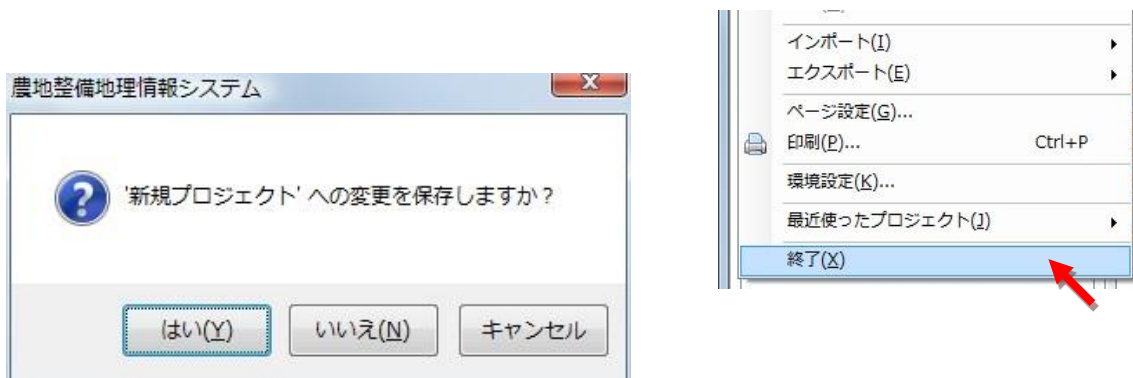 農地整備地理情報システム
'新規プロジェクト' への変更を保存しますか？
はい(Y)
いいえ(N)
キャンセル
インポート(I)
エクスポート(E)
ページ設定(G)...
印刷(P)... Ctrl+P
環境設定(K)...
最近使ったプロジェクト(J)
終了(X)